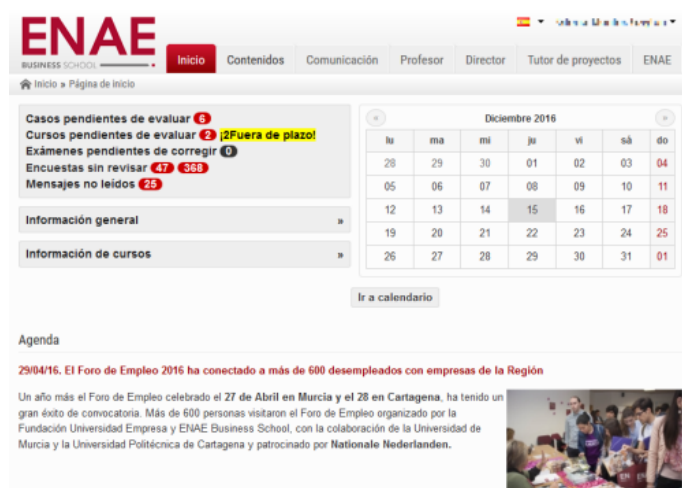 ENAE
BUSINESS SCHOOL
Inicio Contenidos Comunicación Profesor Director Tutor de proyectos ENAE
Inicio » Página de inicio
Casos pendientes de evaluar 6
Cursos pendientes de evaluar 2 ¡2Fuera de plazo!
Exámenes pendientes de corregir 0
Encuestas sin revisar 47 368
Mensajes no leídos 25
Información general »
Información de cursos »
« Diciembre 2016 »
lu ma mi ju vi sá do
28 29 30 01 02 03 04
05 06 07 08 09 10 11
12 13 14 15 16 17 18
19 20 21 22 23 24 25
26 27 28 29 30 31 01
Ir a calendario
Agenda
29/04/16. El Foro de Empleo 2016 ha conectado a más de 600 desempleados con empresas de la Región
Un año más el Foro de Empleo celebrado el 27 de Abril en Murcia y el 28 en Cartagena, ha tenido un
gran éxito de convocatoria. Más de 600 personas visitaron el Foro de Empleo organizado por la
Fundación Universidad Empresa y ENAE Business School, con la colaboración de la Universidad de
Murcia y la Universidad Politécnica de Cartagena y patrocinado por Nationale Nederlanden.